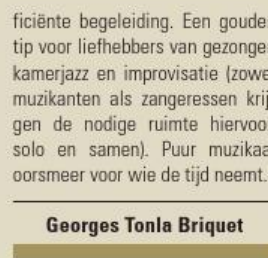 ficiënte begeleiding. Een goude
tip voor liefhebbers van gezonge
kamerjazz en improvisatie (zowe
muzikanten als zangeressen krij
gen de nodige ruimte hiervoo
solo en samen). Puur muzikaa
oorsmeer voor wie de tijd neemt.
Georges Tonla Briquet